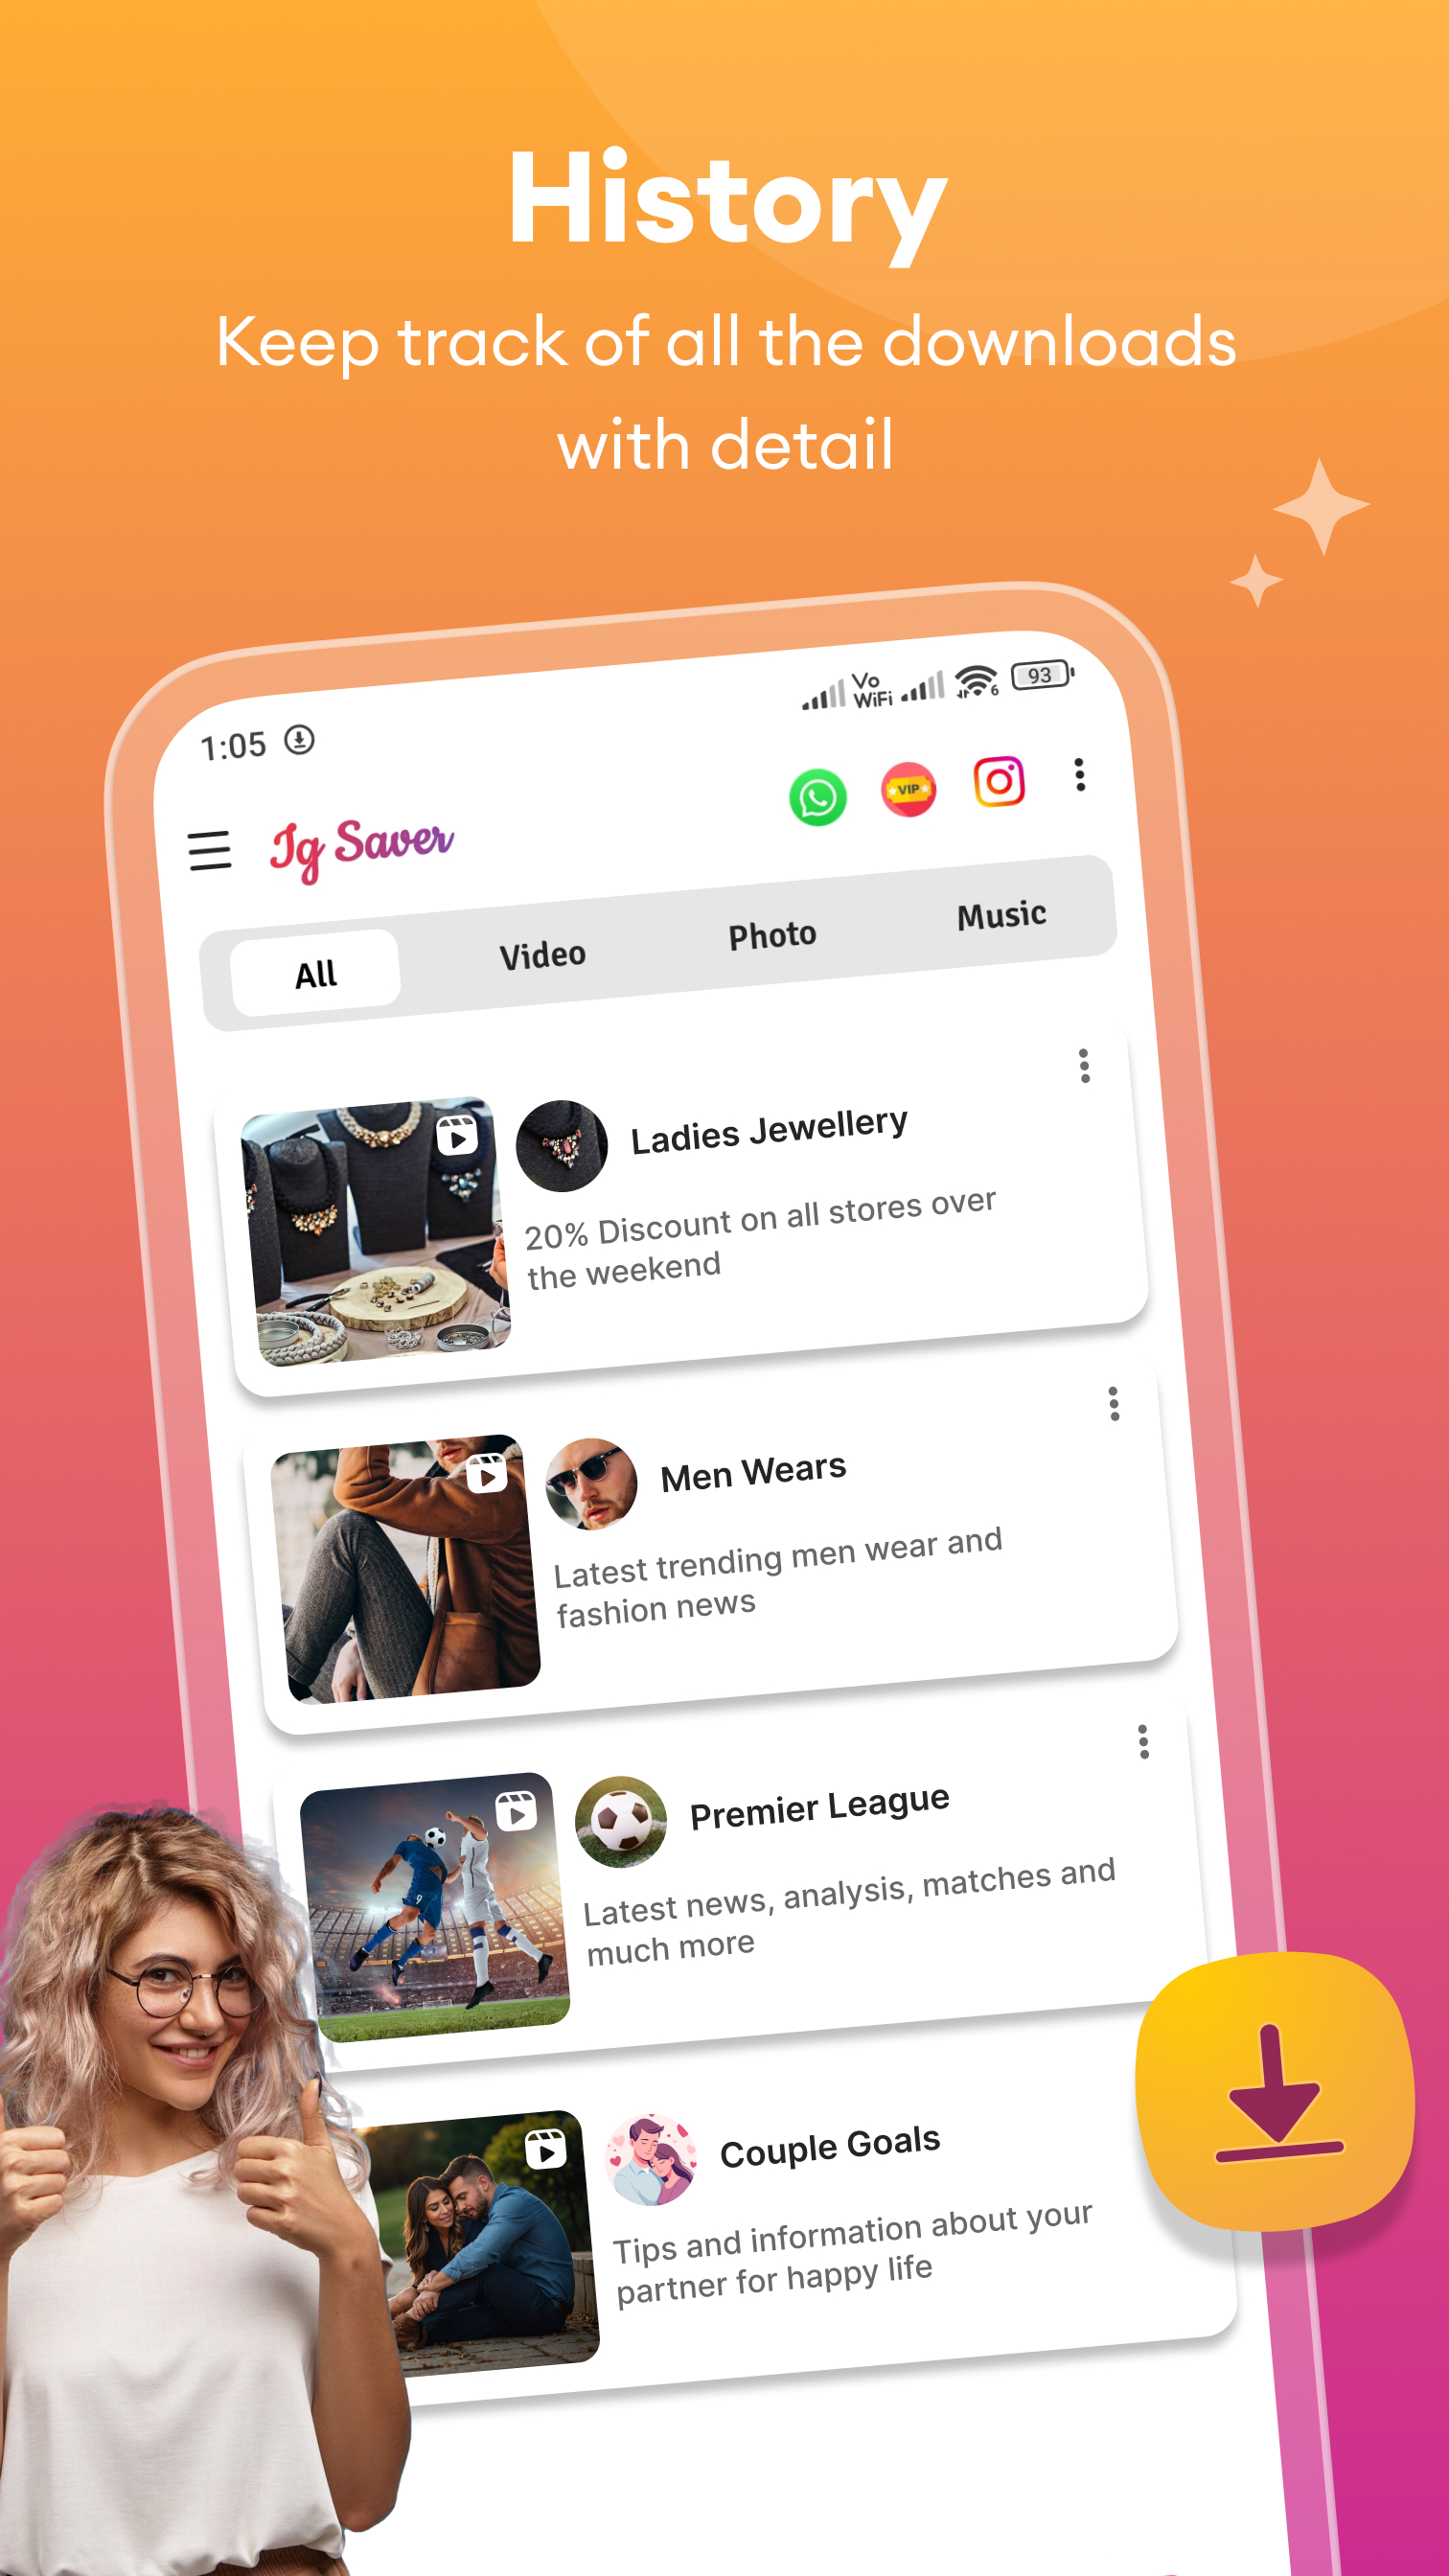 History
Keep track of all the downloads
with detail
1:05
Vo
WiFi
6
93
Ig Saver
VIP
All
Video
Photo
Music
Ladies Jewellery
20% Discount on all stores over
the weekend
Men Wears
Latest trending men wear and
fashion news
9
Premier League
Latest news, analysis, matches and
much more
Couple Goals
Tips and information about your
partner for happy life